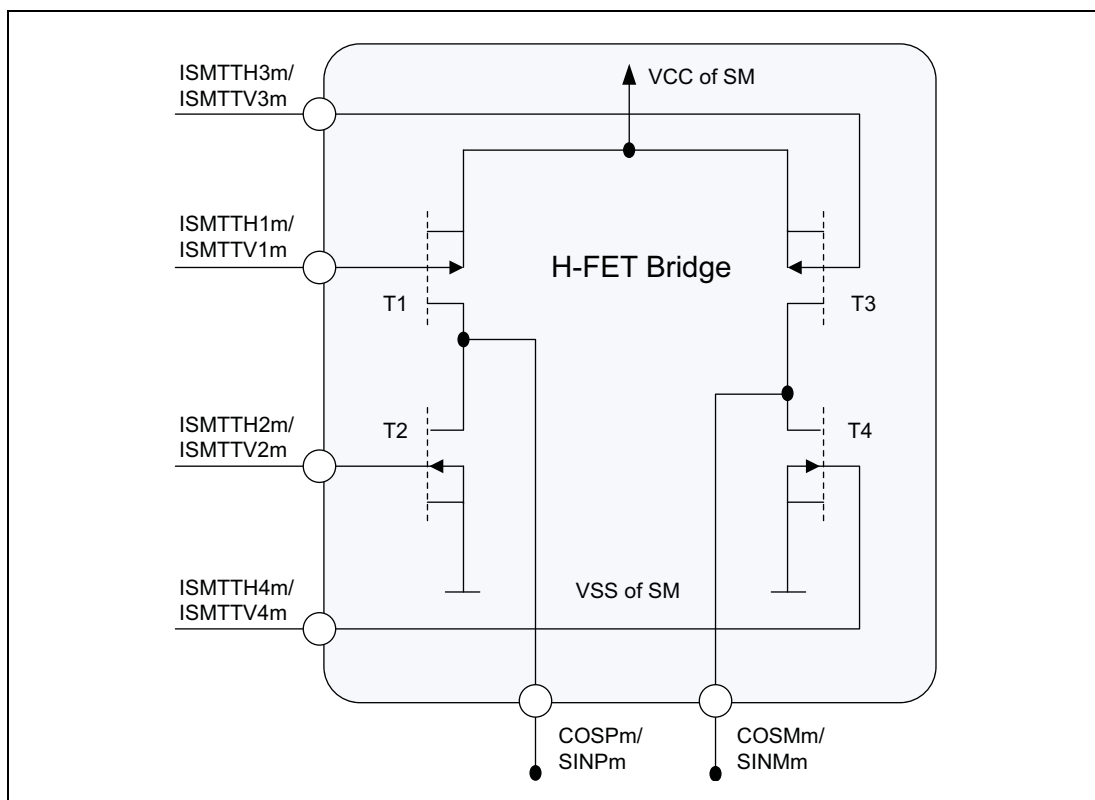 ISMTTH3m/
ISMTTV3m
VCC of SM
ISMTTH1m/
ISMTTV1m
H-FET Bridge
T1
T3
ISMTTH2m/
ISMTTV2m
T2
T4
ISMTTH4m/
ISMTTV4m
VSS of SM
COSPm/
SINPm
COSMm/
SINMm